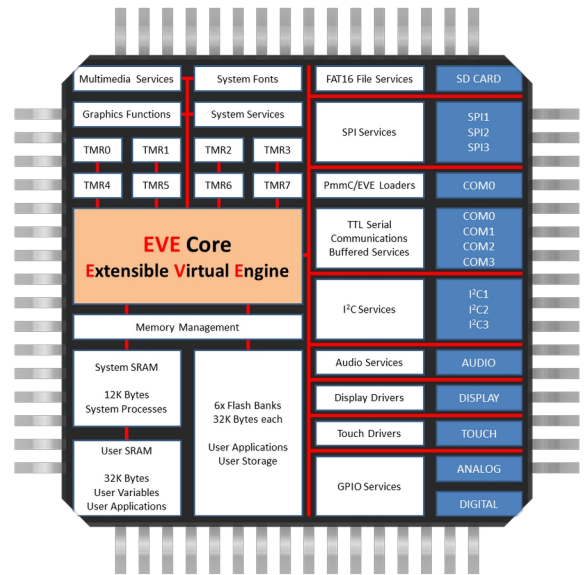 Multimedia Services
System Fonts
FAT16 File Services
SD CARD
Graphics Functions
System Services
SPI Services
SPI1
SPI2
SPI3
TMR0
TMR1
TMR2
TMR3
TMR4
TMR5
TMR6
TMR7
PmmC/EVE Loaders
COM0
EVE Core
Extensible Virtual Engine
TTL Serial
Communications
Buffered Services
COM0
COM1
COM2
COM3
I²C Services
I²C1
I²C2
I²C3
Memory Management
System SRAM
12K Bytes
System Processes
6x Flash Banks
32K Bytes each
User Applications
User Storage
Audio Services
AUDIO
Display Drivers
DISPLAY
Touch Drivers
TOUCH
User SRAM
32K Bytes
User Variables
User Applications
GPIO Services
ANALOG
DIGITAL